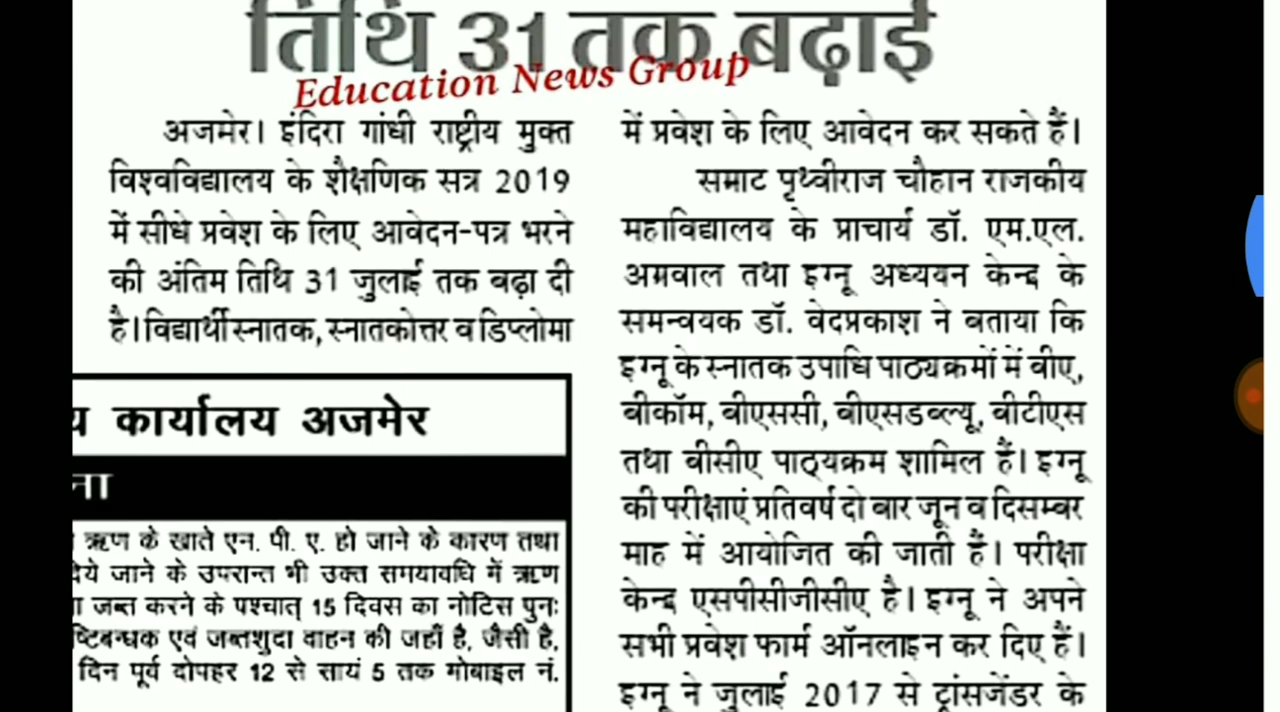 तिथि 31 तक बढ़ाई
Education News Group
अजमेर। इंदिरा गांधी राष्ट्रीय मुक्त
विश्वविद्यालय के शैक्षणिक सत्र 2019
में सीधे प्रवेश के लिए आवेदन-पत्र भरने
की अंतिम तिथि 31 जुलाई तक बढ़ा दी
है। विद्यार्थी स्नातक, स्नातकोत्तर व डिप्लोमा
में प्रवेश के लिए आवेदन कर सकते हैं।
सम्राट पृथ्वीराज चौहान राजकीय
महाविद्यालय के प्राचार्य डॉ. एम.एल.
अग्रवाल तथा इग्नू अध्ययन केन्द्र के
समन्वयक डॉ. वेदप्रकाश ने बताया कि
इग्नू के स्नातक उपाधि पाठ्यक्रमों में बीए,
बीकॉम, बीएससी, बीएसडब्ल्यू, बीटीएस
तथा बीसीए पाठ्यक्रम शामिल हैं। इग्नू
की परीक्षाएं प्रतिवर्ष दो बार जून व दिसम्बर
माह में आयोजित की जाती हैं। परीक्षा
केन्द्र एसपीसीजीसीए है। इग्नू ने अपने
सभी प्रवेश फार्म ऑनलाइन कर दिए हैं।
इग्नू ने जुलाई 2017 से ट्रांसजेंडर के
य कार्यालय अजमेर
ना
ऋण के खाते एन. पी. ए. हो जाने के कारण तथा
दिये जाने के उपरान्त भी उक्त समयावधि में ऋण
जब्त करने के पश्चात् 15 दिवस का नोटिस पुनः
ष्टिबन्धक एवं जब्तशुदा वाहन की जहाँ है, जैसी है,
दिन पूर्व दोपहर 12 से सायं 5 तक मोबाइल नं.